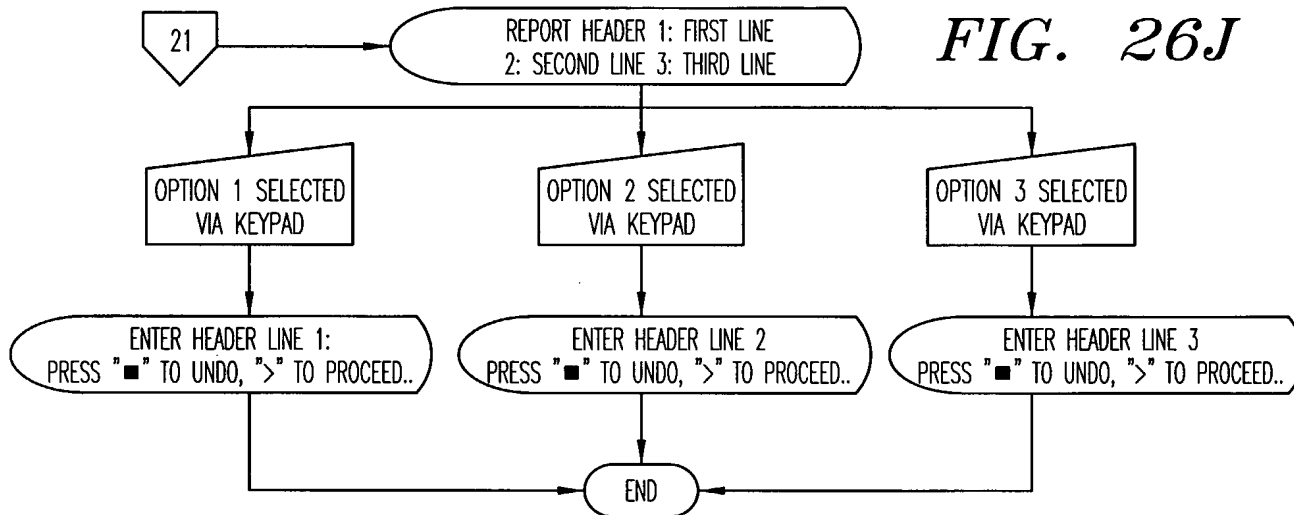 21
REPORT HEADER 1: FIRST LINE
2: SECOND LINE 3: THIRD LINE
FIG. 26J
OPTION 1 SELECTED
VIA KEYPAD
OPTION 2 SELECTED
VIA KEYPAD
OPTION 3 SELECTED
VIA KEYPAD
ENTER HEADER LINE 1:
PRESS "■" TO UNDO, ">" TO PROCEED..
ENTER HEADER LINE 2
PRESS "■" TO UNDO, ">" TO PROCEED..
ENTER HEADER LINE 3
PRESS "■" TO UNDO, ">" TO PROCEED..
END